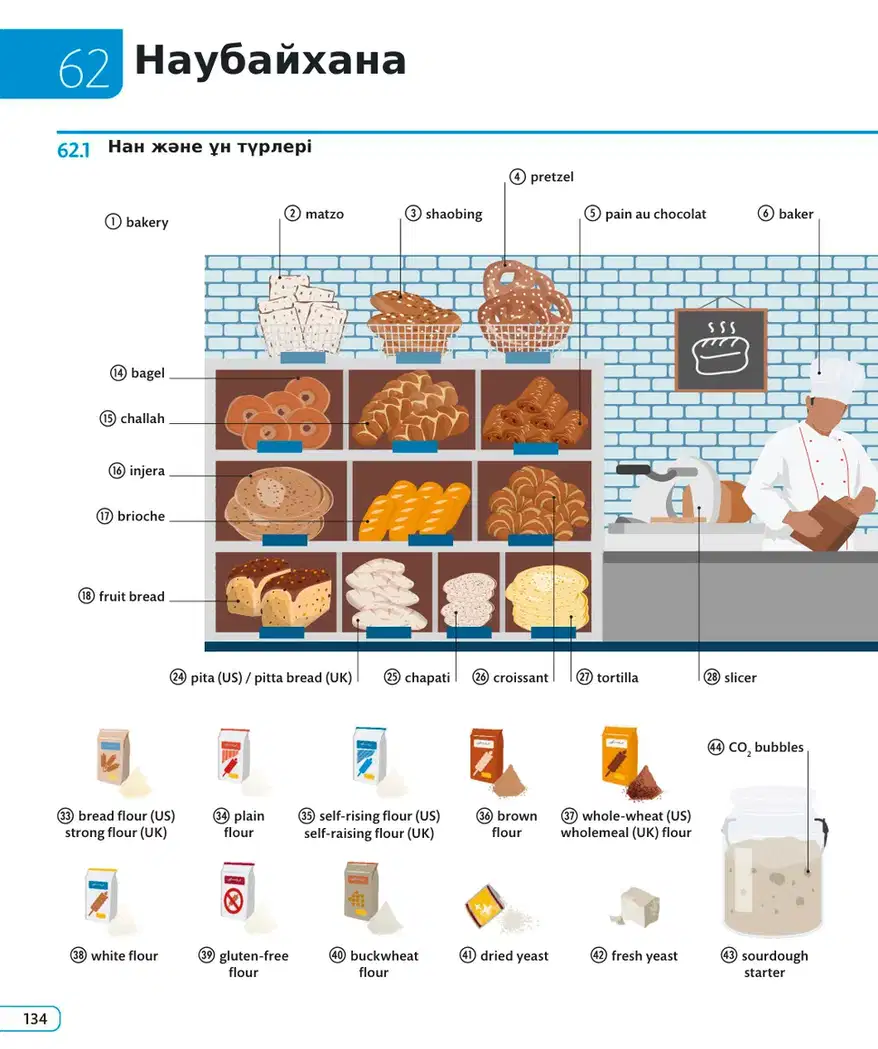 62 Наубайхана
62.1 Нан және ұн түрлері
① bakery
② matzo
③ shaobing
④ pretzel
⑤ pain au chocolat
⑥ baker
⑭ bagel
⑮ challah
⑯ injera
⑰ brioche
⑱ fruit bread
㉔ pita (US) / pitta bread (UK)
㉕ chapati
㉖ croissant
㉗ tortilla
㉘ slicer
㉝ bread flour (US)
strong flour (UK)
㉞ plain
flour
㉟ self-rising flour (US)
self-raising flour (UK)
㊱ brown
flour
㊲ whole-wheat (US)
wholemeal (UK) flour
㊹ CO₂ bubbles
㊳ white flour
㊴ gluten-free
flour
㊵ buckwheat
flour
㊶ dried yeast
㊷ fresh yeast
㊸ sourdough
starter
134